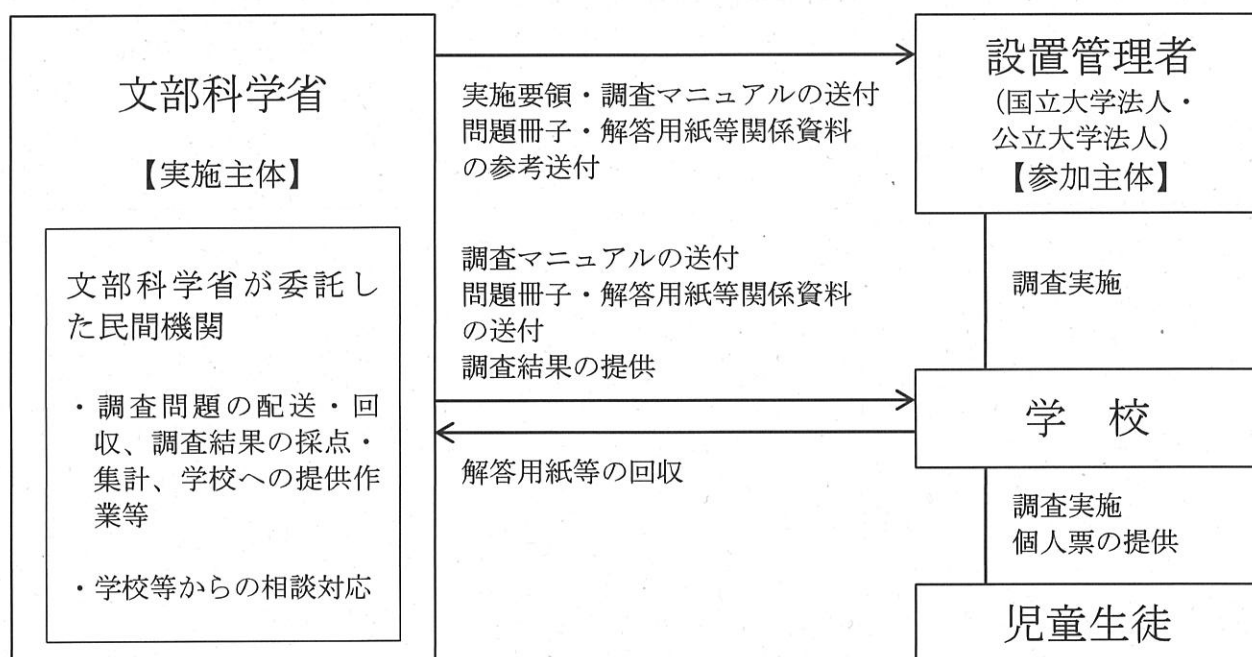 文部科学省
【実施主体】
文部科学省が委託し
た民間機関
・調査問題の配送・回
収、調査結果の採点・
集計、学校への提供作
業等
・学校等からの相談対応
実施要領・調査マニュアルの送付
問題冊子・解答用紙等関係資料
の参考送付
調査マニュアルの送付
問題冊子・解答用紙等関係資料
の送付
調査結果の提供
解答用紙等の回収
設置管理者
(国立大学法人・
公立大学法人)
【参加主体】
調査実施
学 校
調査実施
個人票の提供
児童生徒